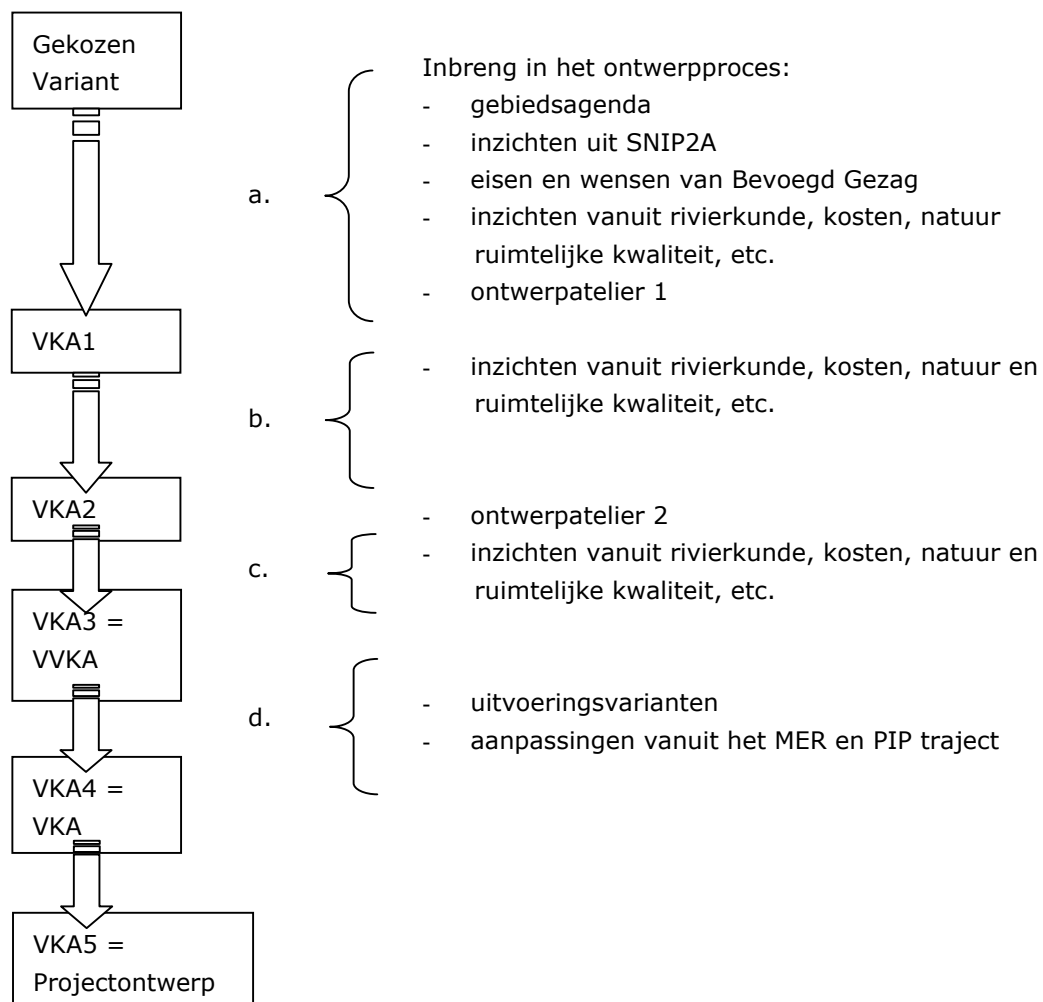 Gekozen
Variant
Inbreng in het ontwerpproces:
- gebiedsagenda
- inzichten uit SNIP2A
a.
- eisen en wensen van Bevoegd Gezag
- inzichten vanuit rivierkunde, kosten, natuur
ruimtelijke kwaliteit, etc.
- ontwerpatelier 1
VKA1
b.
- inzichten vanuit rivierkunde, kosten, natuur en
ruimtelijke kwaliteit, etc.
VKA2
c.
- ontwerpatelier 2
- inzichten vanuit rivierkunde, kosten, natuur en
ruimtelijke kwaliteit, etc.
VKA3 =
VVKA
d.
- uitvoeringsvarianten
- aanpassingen vanuit het MER en PIP traject
VKA4 =
VKA
VKA5 =
Projectontwerp